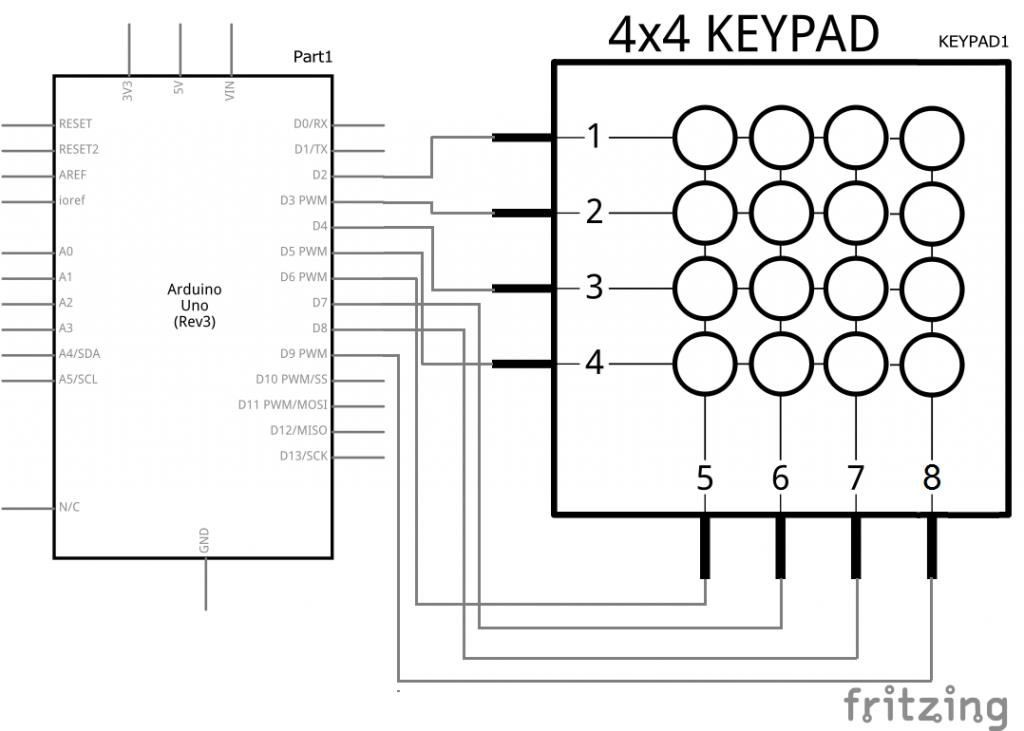 4x4 KEYPAD
KEYPAD1
Part1
3V3
5V
VIN
RESET
RESET2
AREF
ioref
A0
A1
A2
A3
A4/SDA
A5/SCL
N/C
D0/RX
D1/TX
D2
D3 PWM
D4
D5 PWM
D6 PWM
D7
D8
D9 PWM
D10 PWM/SS
D11 PWM/MOSI
D12/MISO
D13/SCK
GND
Arduino
Uno
(Rev3)
1
2
3
4
5 6 7 8
fritzing